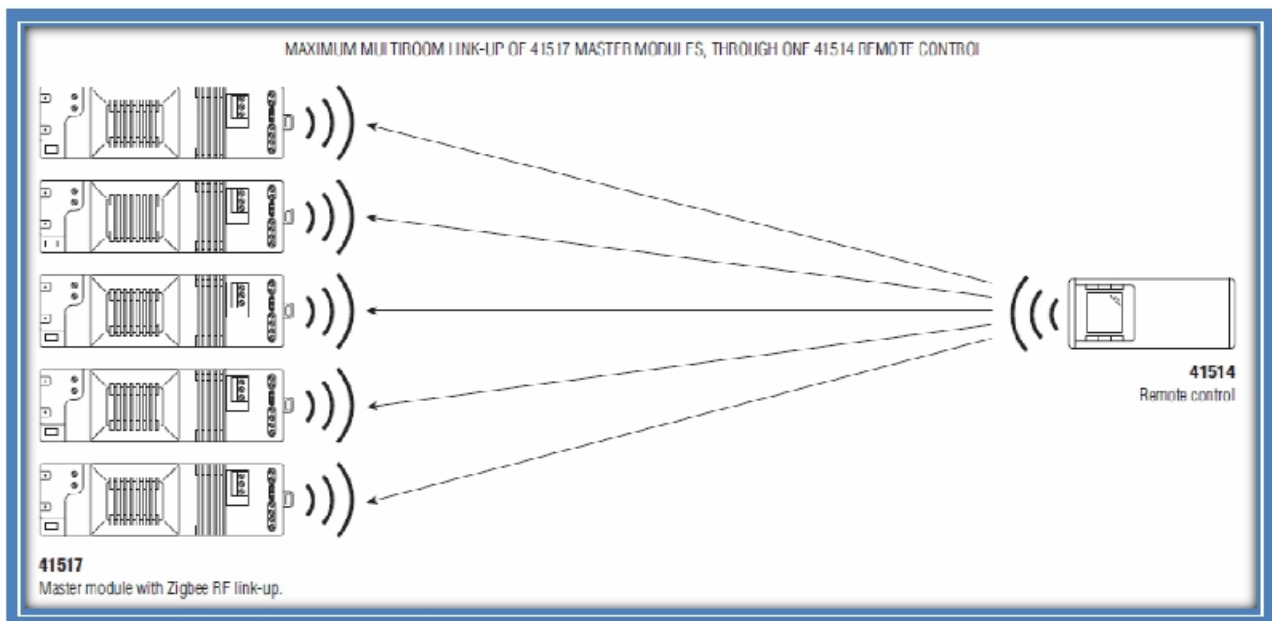 MAXIMUM MULTIROOM LINK-UP OF 41517 MASTER MODULES, THROUGH ONE 41514 REMOTE CONTROL
41514
Remote control
41517
Master module with Zigbee RF link-up.